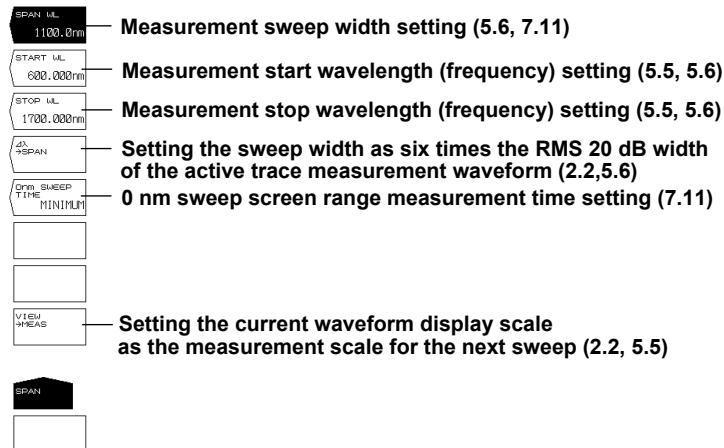 SPAN WL
1100.0nm
Measurement sweep width setting (5.6, 7.11)
START WL
600.000nm
Measurement start wavelength (frequency) setting (5.5, 5.6)
STOP WL
1700.000nm
Measurement stop wavelength (frequency) setting (5.5, 5.6)
Δλ
→SPAN
Setting the sweep width as six times the RMS 20 dB width
of the active trace measurement waveform (2.2,5.6)
0nm SWEEP
TIME
MINIMUM
0 nm sweep screen range measurement time setting (7.11)
VIEW
→MEAS
Setting the current waveform display scale
as the measurement scale for the next sweep (2.2, 5.5)
SPAN